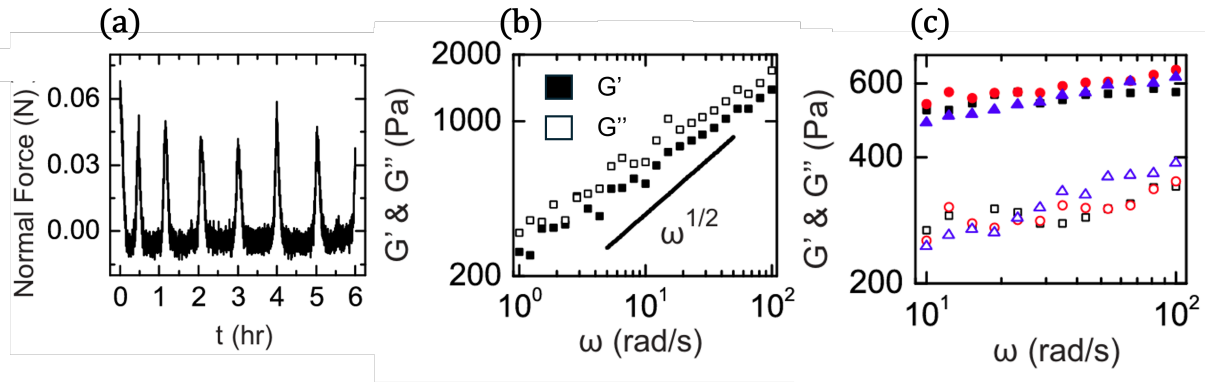 (a)
(b)
(c)
Normal Force (N)
0.06
0.03
0.00
0 1 2 3 4 5 6
t (hr)
G' & G'' (Pa)
2000
1000
200
G'
G''
ω^1/2
10^0 10^1 10^2
ω (rad/s)
G' & G'' (Pa)
600
400
200
10^1 10^2
ω (rad/s)